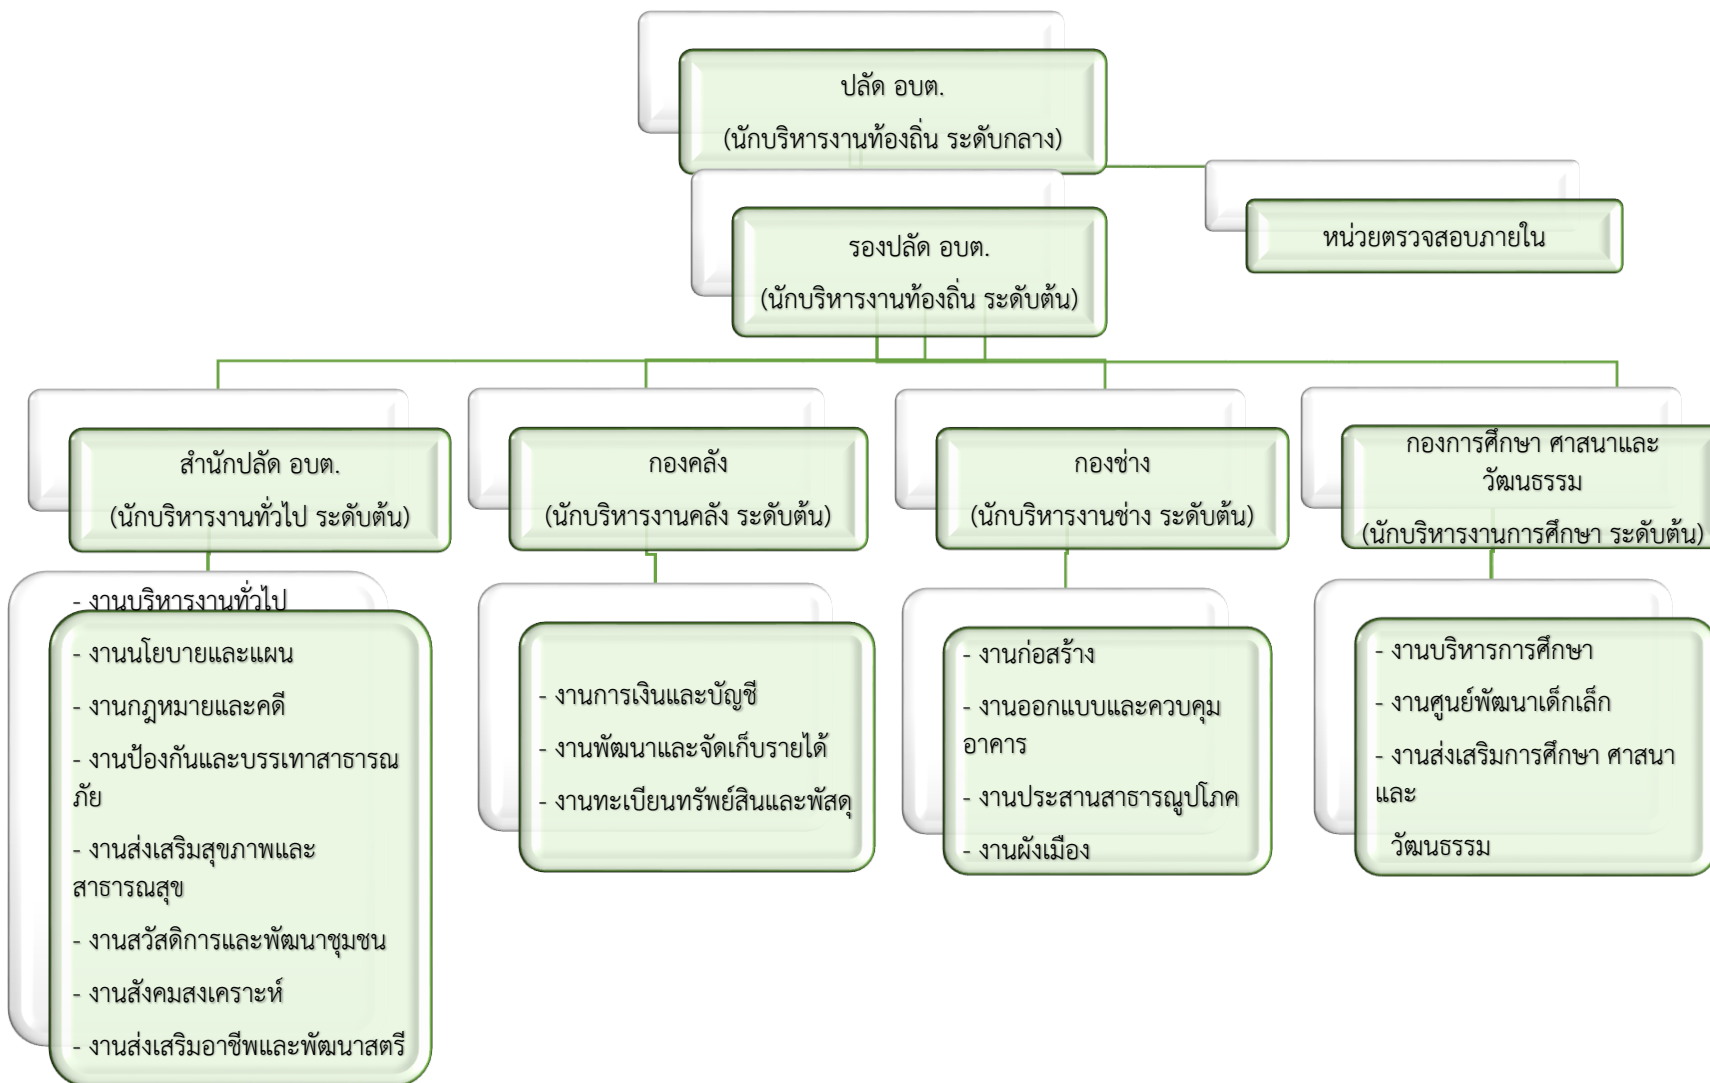 ปลัด อบต.
(นักบริหารงานท้องถิ่น ระดับกลาง)
หน่วยตรวจสอบภายใน
รองปลัด อบต.
(นักบริหารงานท้องถิ่น ระดับต้น)
สำนักปลัด อบต.
(นักบริหารงานทั่วไป ระดับต้น)
กองคลัง
(นักบริหารงานคลัง ระดับต้น)
กองช่าง
(นักบริหารงานช่าง ระดับต้น)
กองการศึกษา ศาสนาและ
วัฒนธรรม
(นักบริหารงานการศึกษา ระดับต้น)
- งานบริหารงานทั่วไป
- งานนโยบายและแผน
- งานกฎหมายและคดี
- งานป้องกันและบรรเทาสาธารณ
ภัย
- งานส่งเสริมสุขภาพและ
สาธารณสุข
- งานสวัสดิการและพัฒนาชุมชน
- งานสังคมสงเคราะห์
- งานส่งเสริมอาชีพและพัฒนาสตรี
- งานการเงินและบัญชี
- งานพัฒนาและจัดเก็บรายได้
- งานทะเบียนทรัพย์สินและพัสดุ
- งานก่อสร้าง
- งานออกแบบและควบคุม
อาคาร
- งานประสานสาธารณูปโภค
- งานผังเมือง
- งานบริหารการศึกษา
- งานศูนย์พัฒนาเด็กเล็ก
- งานส่งเสริมการศึกษา ศาสนา
และ
วัฒนธรรม